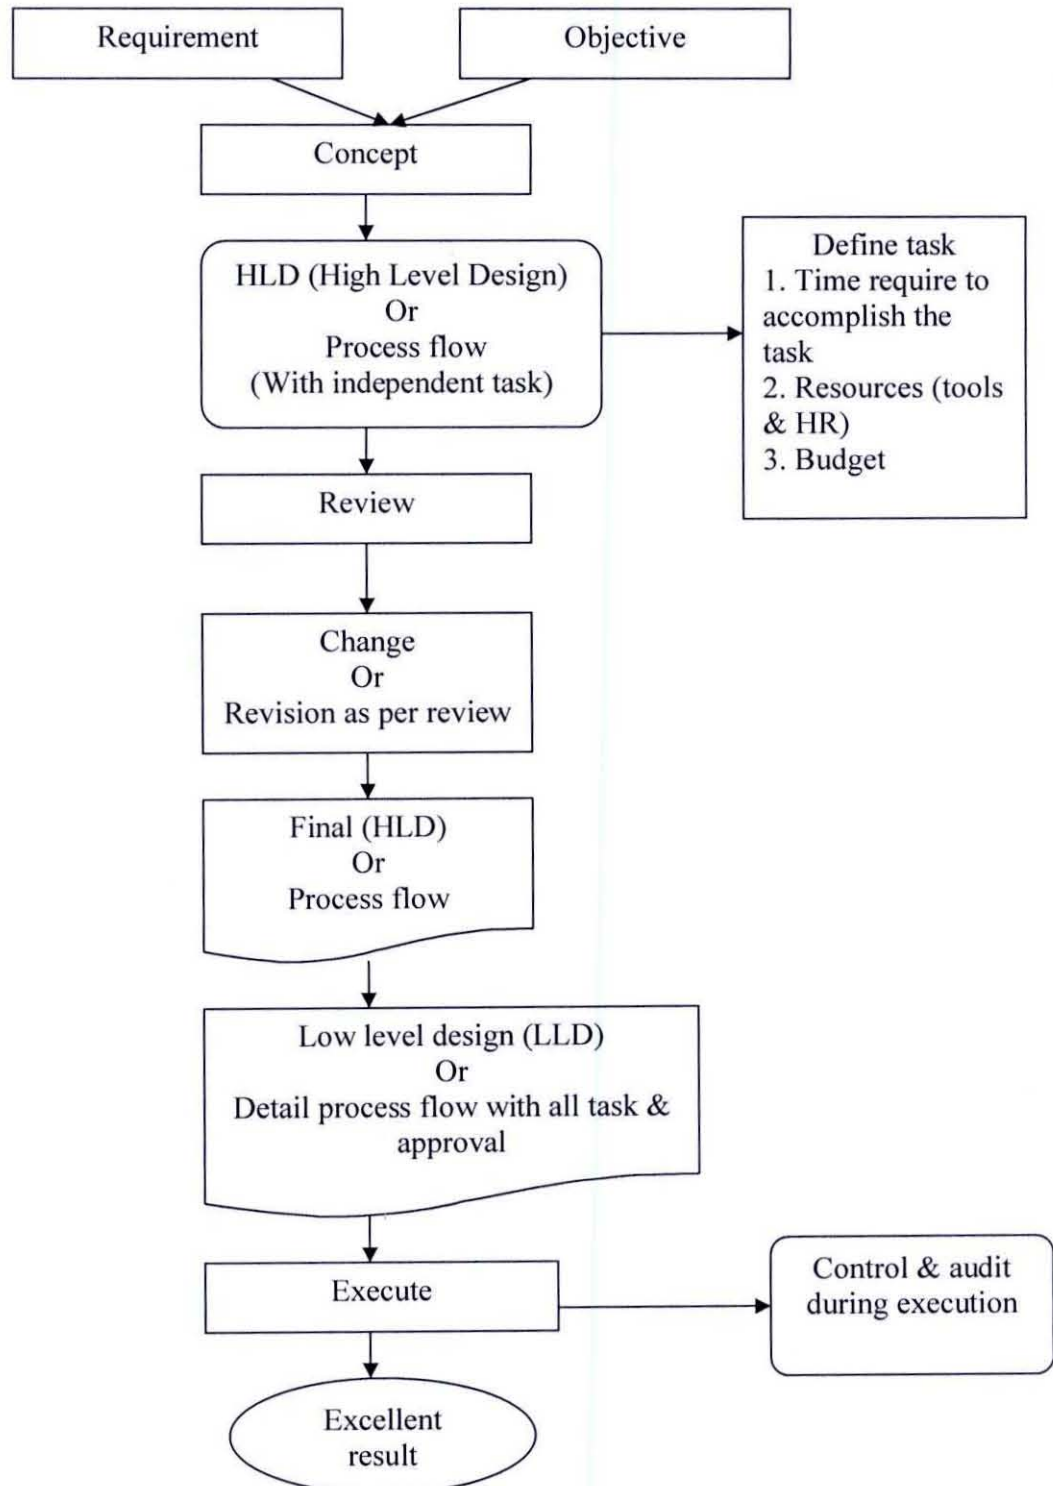 Requirement
Objective
Concept
HLD (High Level Design)
Or
Process flow
(With independent task)
Define task
1. Time require to
accomplish the
task
2. Resources (tools
& HR)
3. Budget
Review
Change
Or
Revision as per review
Final (HLD)
Or
Process flow
Low level design (LLD)
Or
Detail process flow with all task &
approval
Execute
Control & audit
during execution
Excellent
result